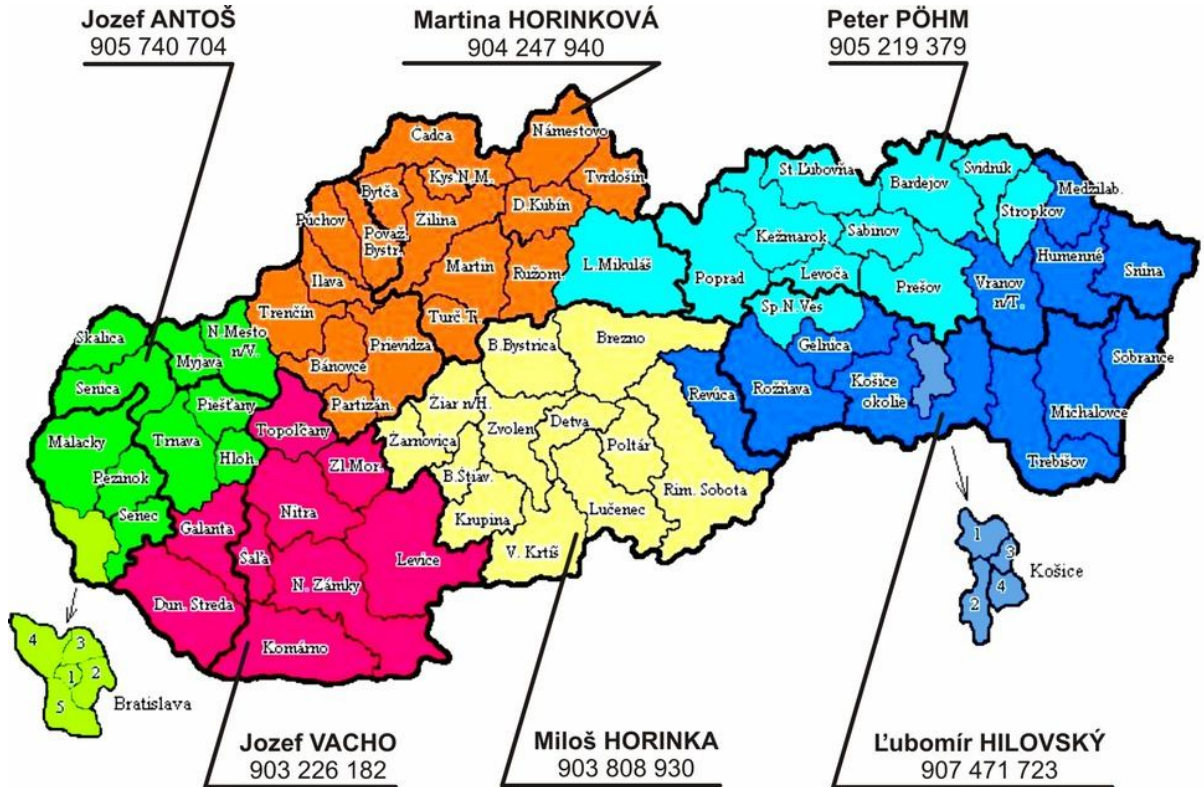 Jozef ANTOŠ
905 740 704
Martina HORINKOVÁ
904 247 940
Peter PÖHM
905 219 379
Čadca
Námestovo
Tvrdošín
Kys.N.M.
Bytča
D.Kubín
Púchov
Žilina
Považ.
Bystr.
Martin
Ružom.
Ilava
Trenčín
Turč.T.
Prievidza
Bánovce
Partizán.
L.Mikuláš
St.Ľubovňa
Bardejov
Svidník
Stropkov
Kežmarok
Sabinov
Poprad
Levoča
Prešov
Sp.N.Ves
Medzilab.
Humenné
Snina
Vranov
n/T.
Gelnica
Sobrance
Revúca
Rožňava
Košice
okolie
Michalovce
Trebišov
Skalica
N.Mesto
n/V.
Myjava
Senica
Piešťany
Malacky
Trnava
Hloh.
Pezinok
Senec
Topoľčany
Zl.Mor.
Nitra
Galanta
Šaľa
Levice
N. Zámky
Dun. Streda
Komárno
B.Bystrica
Brezno
Žiar n/H.
Detva
Zvolen
Žarnovica
Poltár
B.Štiav.
Rim. Sobota
Krupina
Lučenec
V. Krtíš
1
3
Košice
4
2
4
3
1
2
5
Bratislava
Jozef VACHO
903 226 182
Miloš HORINKA
903 808 930
Ľubomír HILOVSKÝ
907 471 723